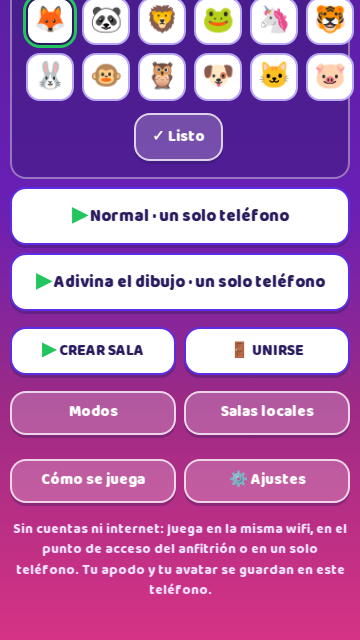 ✓ Listo
Normal · un solo teléfono
Adivina el dibujo · un solo teléfono
CREAR SALA
UNIRSE
Modos
Salas locales
Cómo se juega
Ajustes
Sin cuentas ni internet: juega en la misma wifi, en el
punto de acceso del anfitrión o en un solo
teléfono. Tu apodo y tu avatar se guardan en este
teléfono.